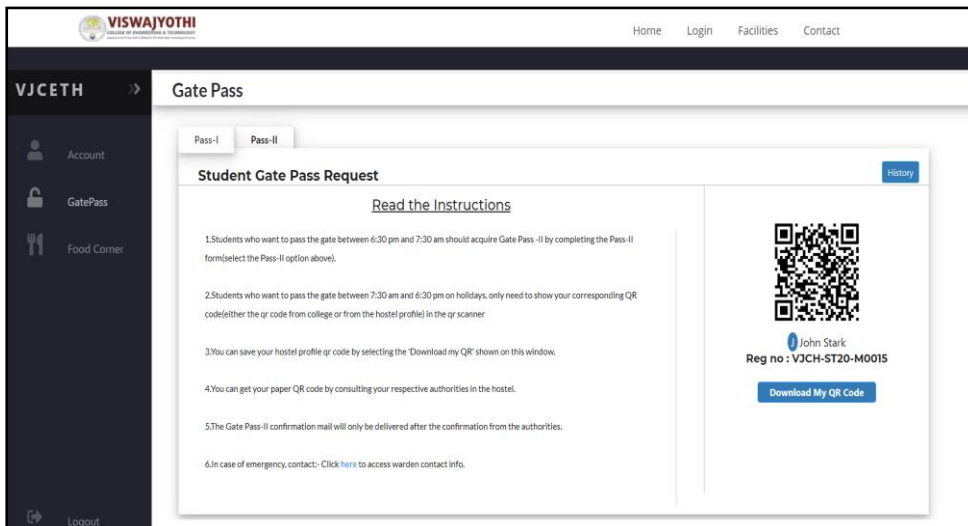 VISWAJYOTHI
COLLEGE OF ENGINEERING & TECHNOLOGY
Home Login Facilities Contact
VJCETH »
Gate Pass
Account
GatePass
Food Corner
Logout
Pass-I Pass-II
Student Gate Pass Request
History
Read the Instructions
1.Students who want to pass the gate between 6:30 pm and 7:30 am should acquire Gate Pass -II by completing the Pass-II
form(select the Pass-II option above).
2.Students who want to pass the gate between 7:30 am and 6:30 pm on holidays, only need to show your corresponding QR
code(either the qr code from college or from the hostel profile) in the qr scanner
3.You can save your hostel profile qr code by selecting the 'Download my QR' shown on this window.
4.You can get your paper QR code by consulting your respective authorities in the hostel.
5.The Gate Pass-II confirmation mail will only be delivered after the confirmation from the authorities.
6.In case of emergency, contact:- Click here to access warden contact info.
J John Stark
Reg no : VJCH-ST20-M0015
Download My QR Code